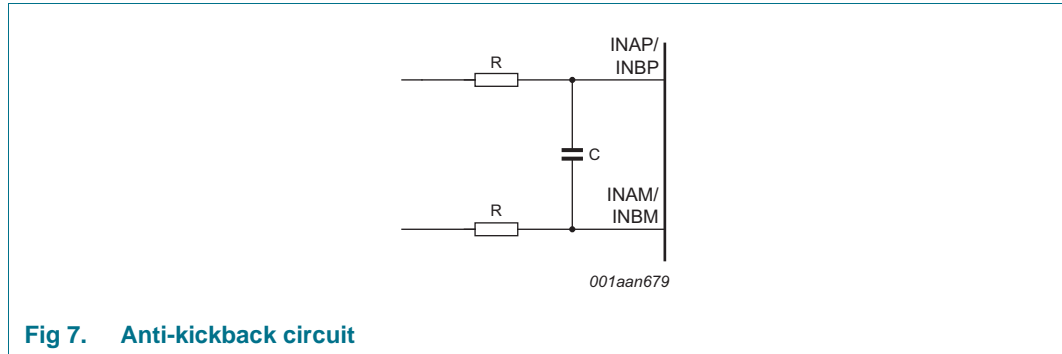 INAP/
INBP
R
C
INAM/
INBM
R
001aan679
Fig 7. Anti-kickback circuit